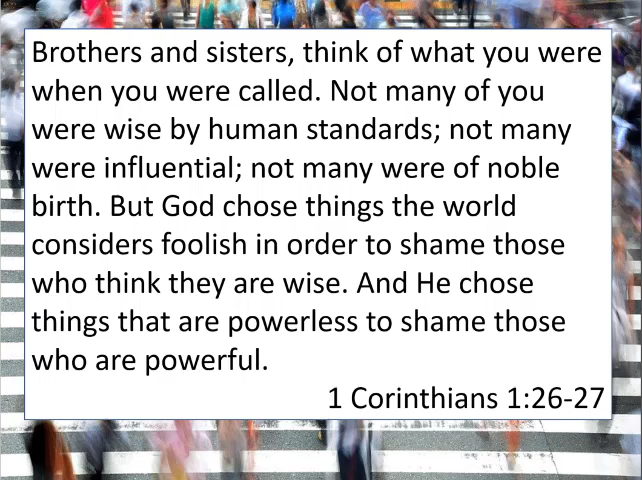 Brothers and sisters, think of what you were
when you were called. Not many of you
were wise by human standards; not many
were influential; not many were of noble
birth. But God chose things the world
considers foolish in order to shame those
who think they are wise. And He chose
things that are powerless to shame those
who are powerful.
1 Corinthians 1:26-27